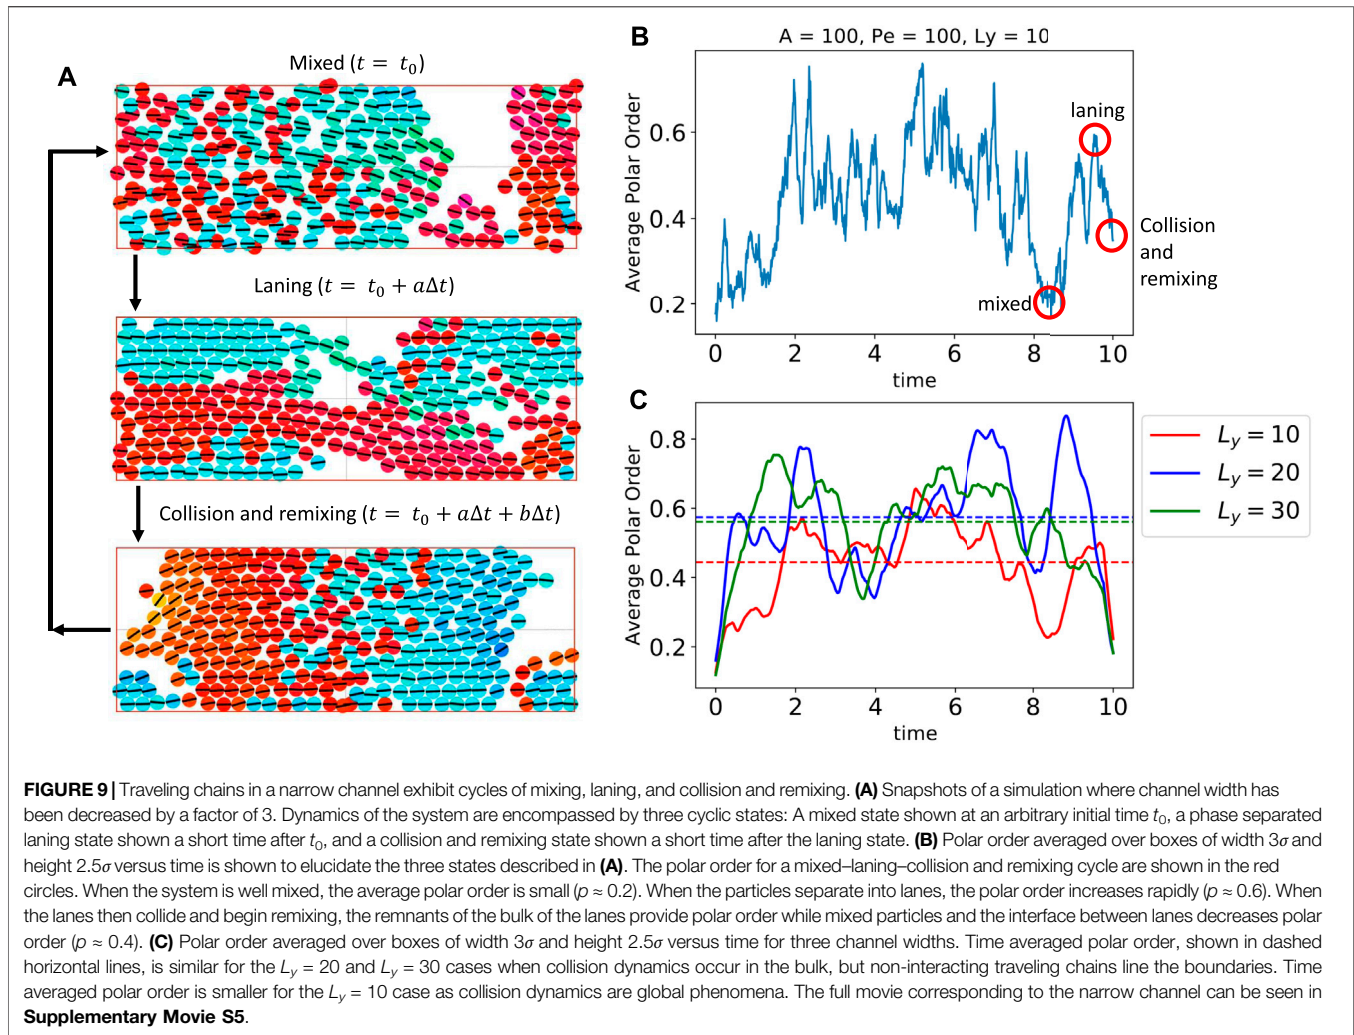 A
Mixed (t = t₀)
Laning (t = t₀ + aΔt)
Collision and remixing (t = t₀ + aΔt + bΔt)
B
A = 100, Pe = 100, Ly = 10
Average Polar Order
0.6
0.4
0.2
0 2 4 6 8 10
time
laning
mixed
Collision
and
remixing
C
Average Polar Order
0.8
0.6
0.4
0.2
0 2 4 6 8 10
time
L_y = 10
L_y = 20
L_y = 30
FIGURE 9 | Traveling chains in a narrow channel exhibit cycles of mixing, laning, and collision and remixing. (A) Snapshots of a simulation where channel width has
been decreased by a factor of 3. Dynamics of the system are encompassed by three cyclic states: A mixed state shown at an arbitrary initial time t₀, a phase separated
laning state shown a short time after t₀, and a collision and remixing state shown a short time after the laning state. (B) Polar order averaged over boxes of width 3σ and
height 2.5σ versus time is shown to elucidate the three states described in (A). The polar order for a mixed–laning–collision and remixing cycle are shown in the red
circles. When the system is well mixed, the average polar order is small (p ≈ 0.2). When the particles separate into lanes, the polar order increases rapidly (p ≈ 0.6). When
the lanes then collide and begin remixing, the remnants of the bulk of the lanes provide polar order while mixed particles and the interface between lanes decreases polar
order (p ≈ 0.4). (C) Polar order averaged over boxes of width 3σ and height 2.5σ versus time for three channel widths. Time averaged polar order, shown in dashed
horizontal lines, is similar for the L_y = 20 and L_y = 30 cases when collision dynamics occur in the bulk, but non-interacting traveling chains line the boundaries. Time
averaged polar order is smaller for the L_y = 10 case as collision dynamics are global phenomena. The full movie corresponding to the narrow channel can be seen in
Supplementary Movie S5.